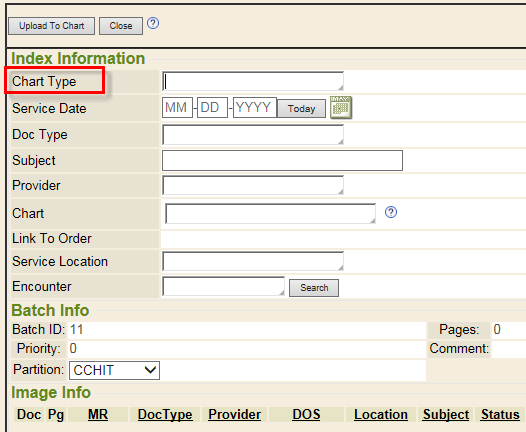 Upload To Chart Close ?
Index Information
Chart Type
Service Date MM - DD - YYYY Today MAY
Doc Type
Subject
Provider
Chart ?
Link To Order
Service Location
Encounter Search
Batch Info
Batch ID: 11 Pages: 0
Priority: 0 Comment:
Partition: CCHIT
Image Info
Doc Pg MR DocType Provider DOS Location Subject Status